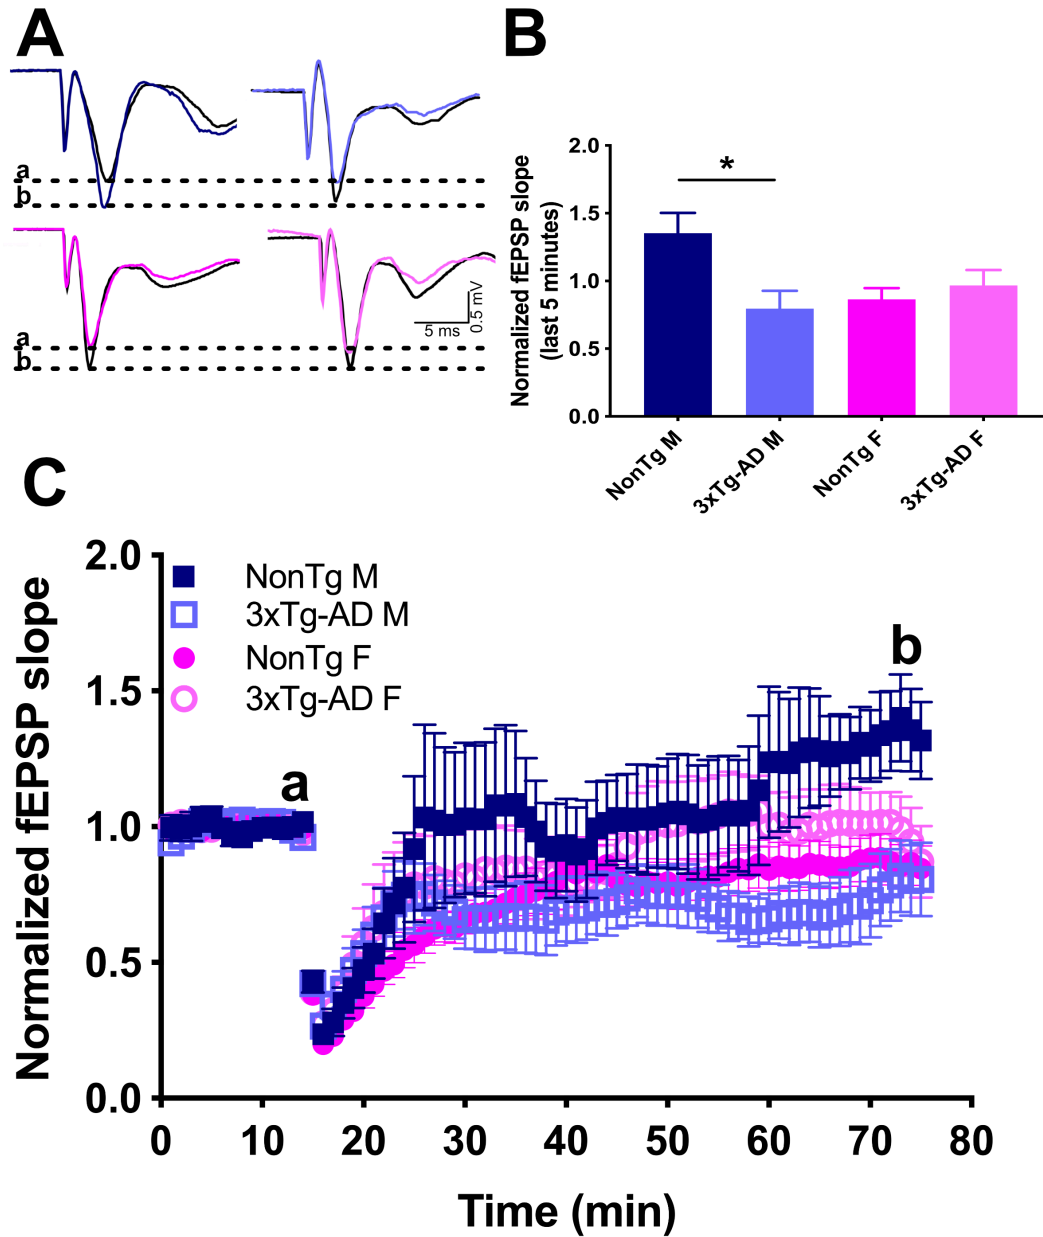 A
a
b
a
b
5 ms
0.5 mV
B
Normalized fEPSP slope
(last 5 minutes)
2.0
1.5
1.0
0.5
0.0
*
NonTg M
3xTg-AD M
NonTg F
3xTg-AD F
C
Normalized fEPSP slope
2.0
1.5
1.0
0.5
0.0
NonTg M
3xTg-AD M
NonTg F
3xTg-AD F
a
b
0 10 20 30 40 50 60 70 80
Time (min)